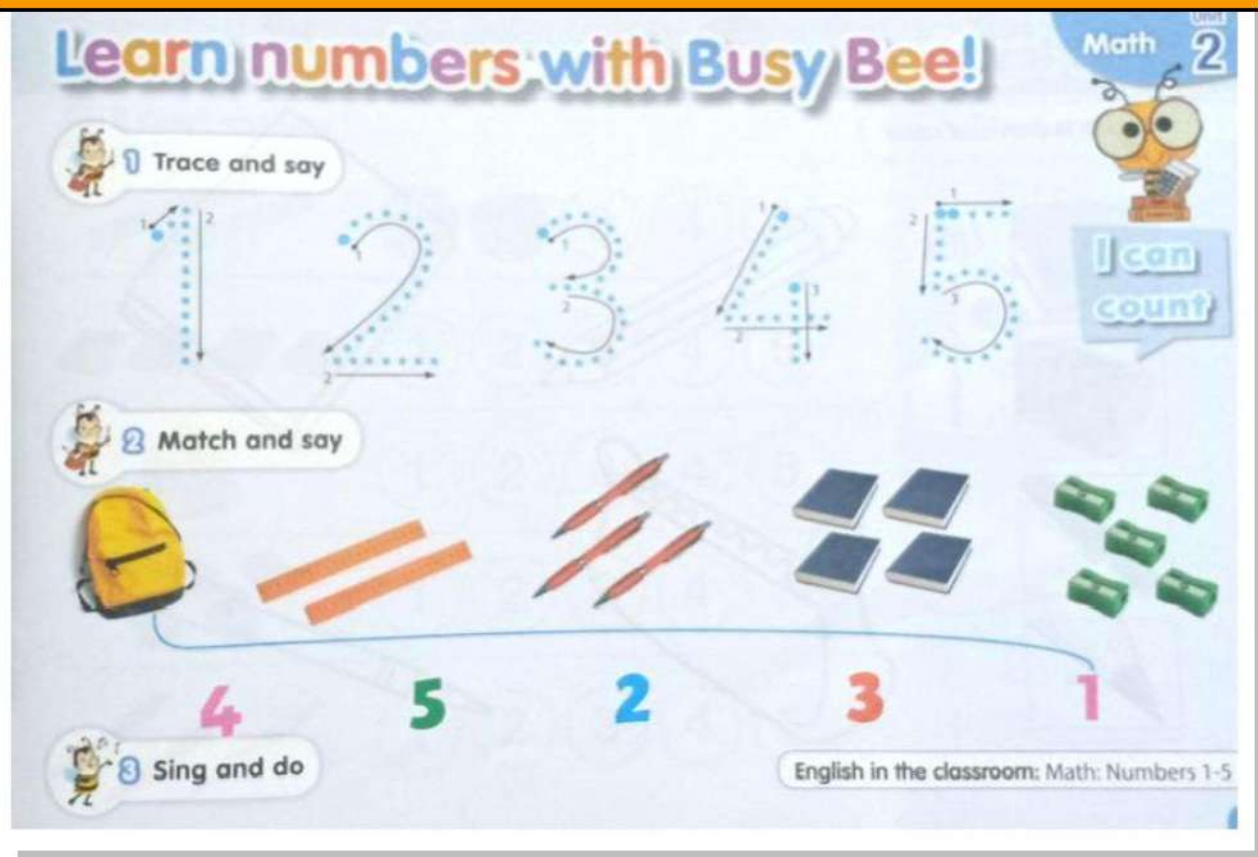 Learn numbers with Busy Bee!
Math
Unit
2
1 Trace and say
1 2 3 4 5
I can
count
2 Match and say
4 5 2 3 1
3 Sing and do
English in the classroom: Math: Numbers 1-5